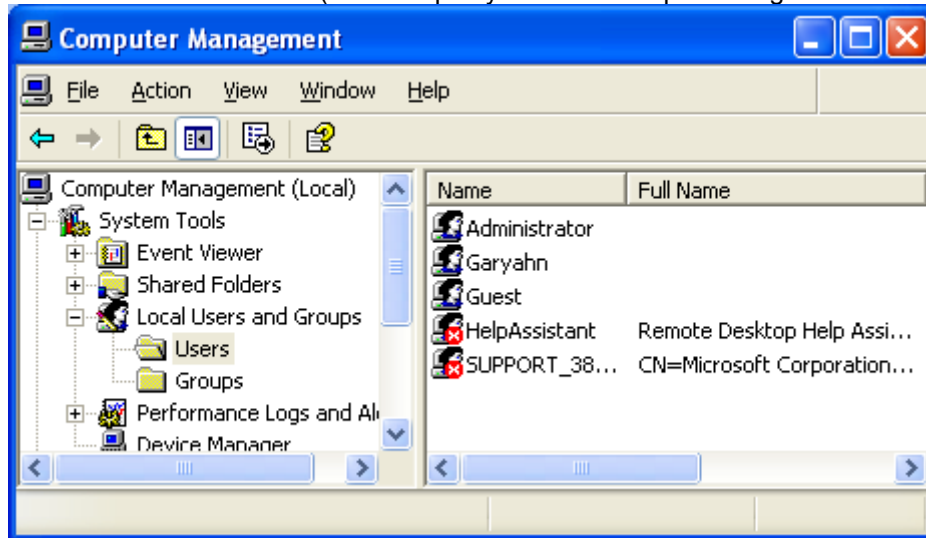 Computer Management
File Action View Window Help
Computer Management (Local)
System Tools
Event Viewer
Shared Folders
Local Users and Groups
Users
Groups
Performance Logs and Al
Device Manager
Name Full Name
Administrator
Garyahn
Guest
HelpAssistant Remote Desktop Help Assi...
SUPPORT_38... CN=Microsoft Corporation...